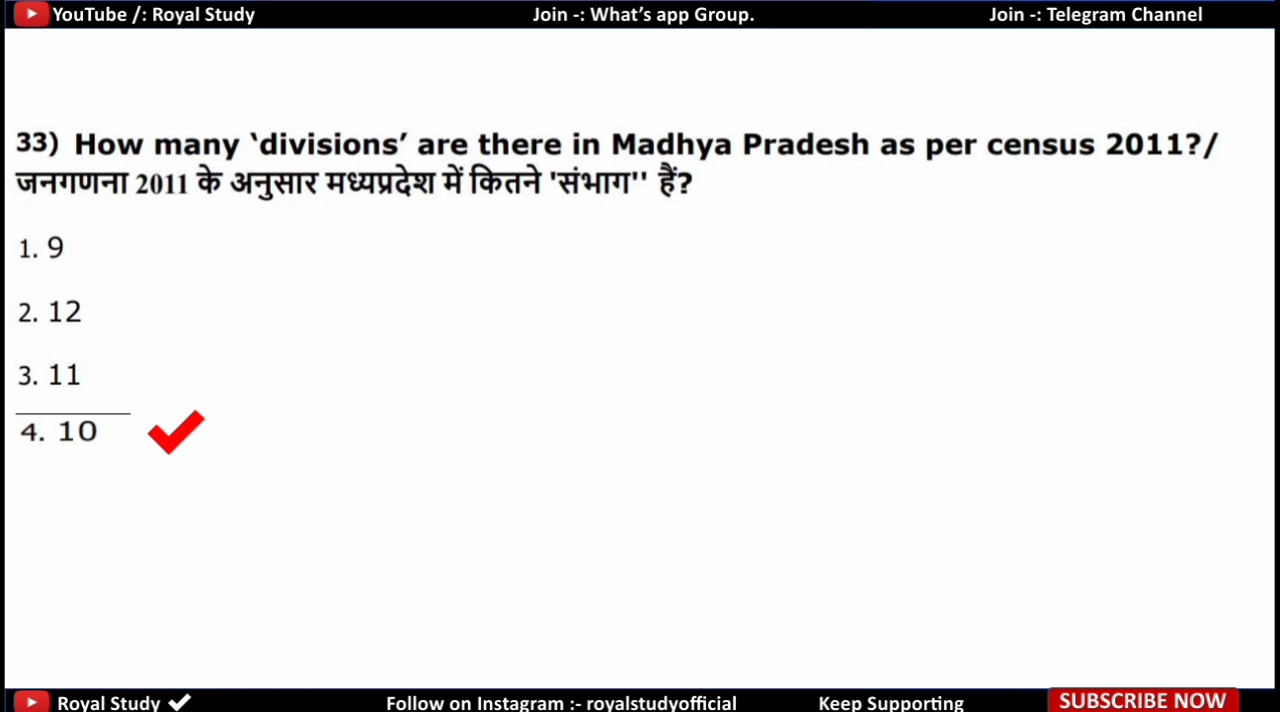 YouTube /: Royal Study Join -: What’s app Group. Join -: Telegram Channel
33) How many ‘divisions’ are there in Madhya Pradesh as per census 2011?/
जनगणना 2011 के अनुसार मध्यप्रदेश में कितने 'संभाग'' हैं?
1. 9
2. 12
3. 11
4. 10
Royal Study Follow on Instagram :- royalstudyofficial Keep Supporting SUBSCRIBE NOW